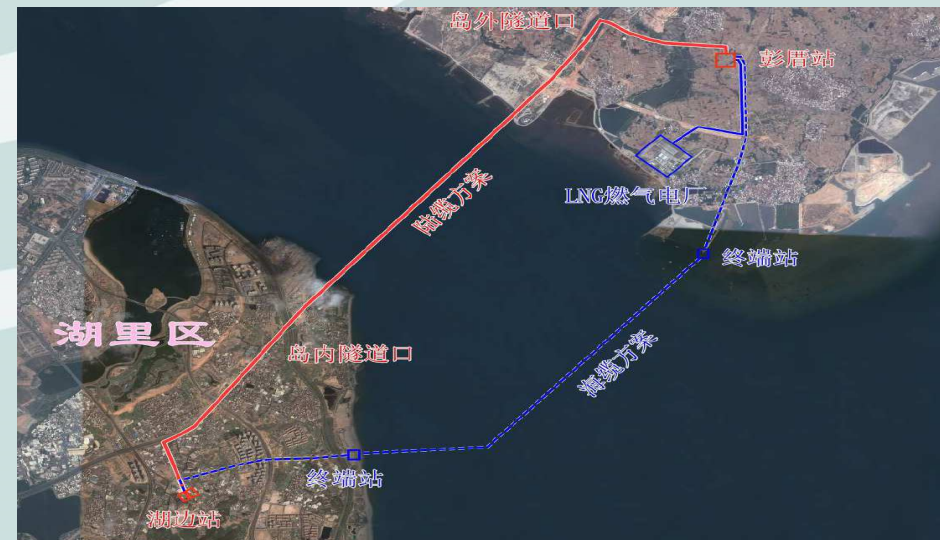 岛外隧道口
彭厝站
陆缆方案
LNG燃气电厂
终端站
湖里区
岛内隧道口
海缆方案
终端站
湖边站